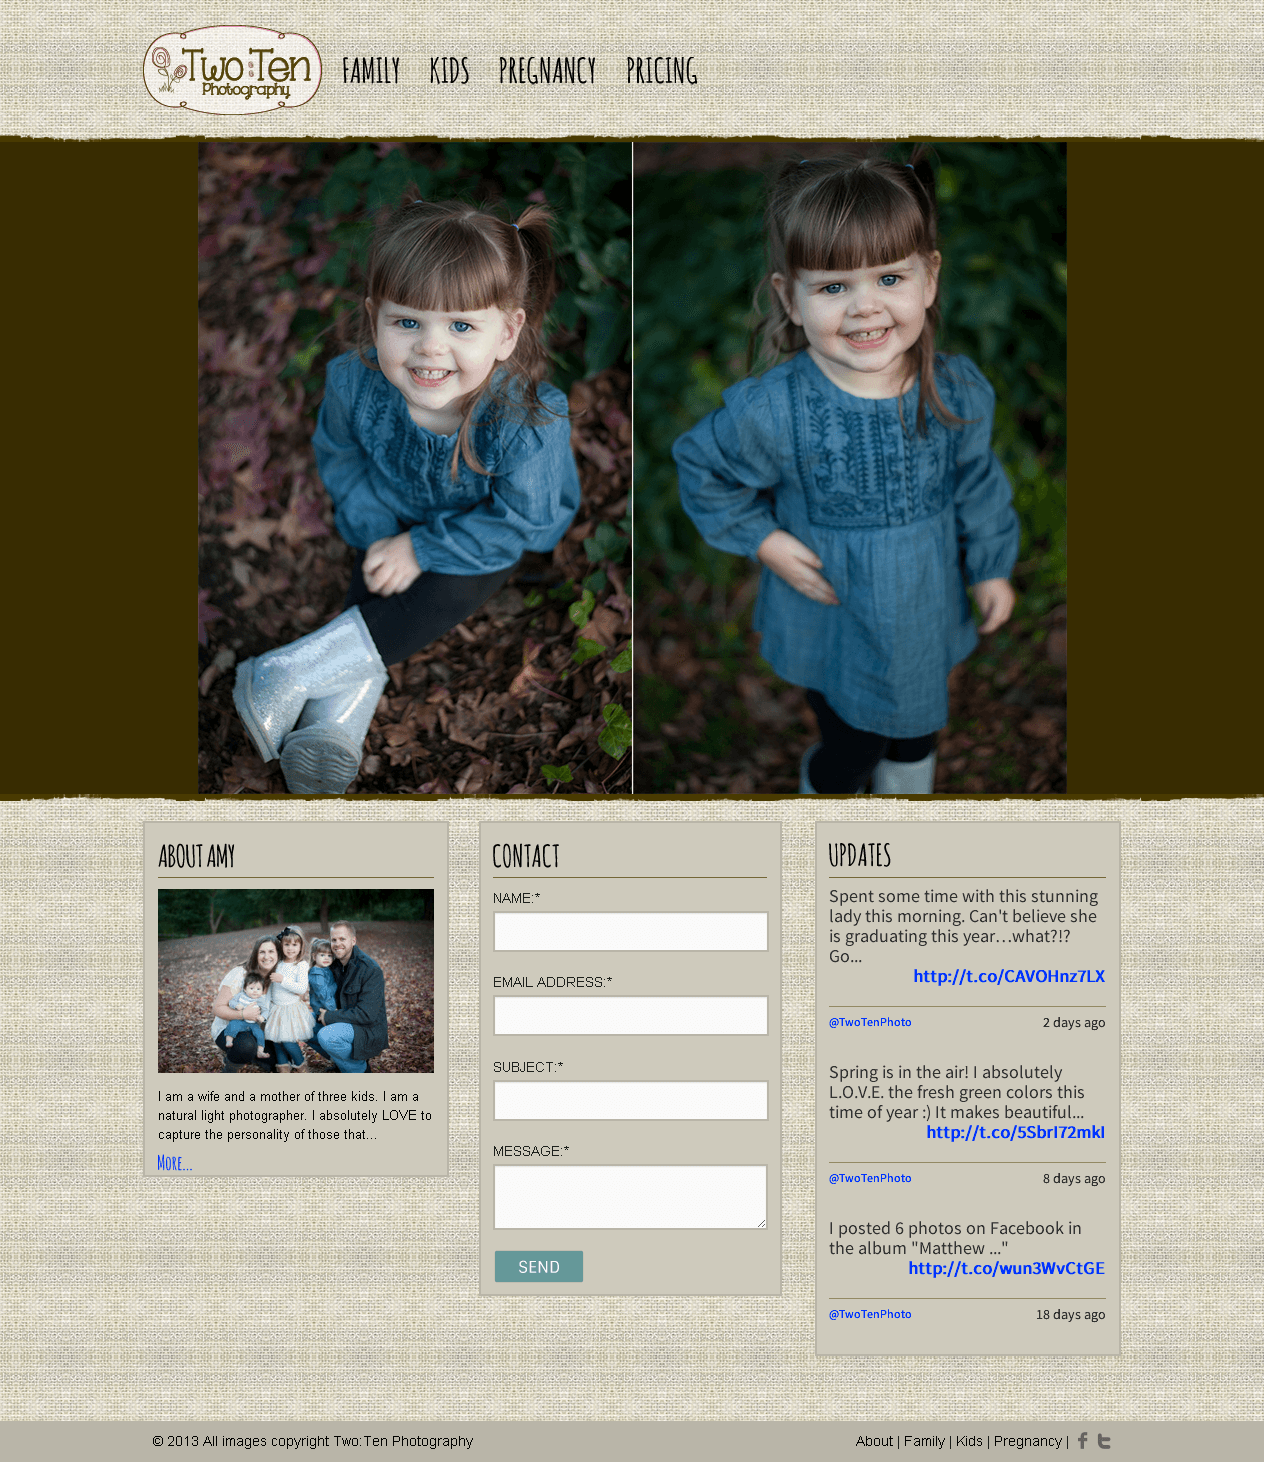 Two:Ten
Photography
FAMILY KIDS PREGNANCY PRICING
ABOUT AMY
I am a wife and a mother of three kids. I am a
natural light photographer. I absolutely LOVE to
capture the personality of those that...
More...
CONTACT
NAME:*
EMAIL ADDRESS:*
SUBJECT:*
MESSAGE:*
SEND
UPDATES
Spent some time with this stunning
lady this morning. Can't believe she
is graduating this year…what?!?
Go...
http://t.co/CAVOHnz7LX
@TwoTenPhoto 2 days ago
Spring is in the air! I absolutely
L.O.V.E. the fresh green colors this
time of year :) It makes beautiful...
http://t.co/5SbrI72mkI
@TwoTenPhoto 8 days ago
I posted 6 photos on Facebook in
the album "Matthew ..."
http://t.co/wun3WvCtGE
@TwoTenPhoto 18 days ago
© 2013 All images copyright Two:Ten Photography
About | Family | Kids | Pregnancy |